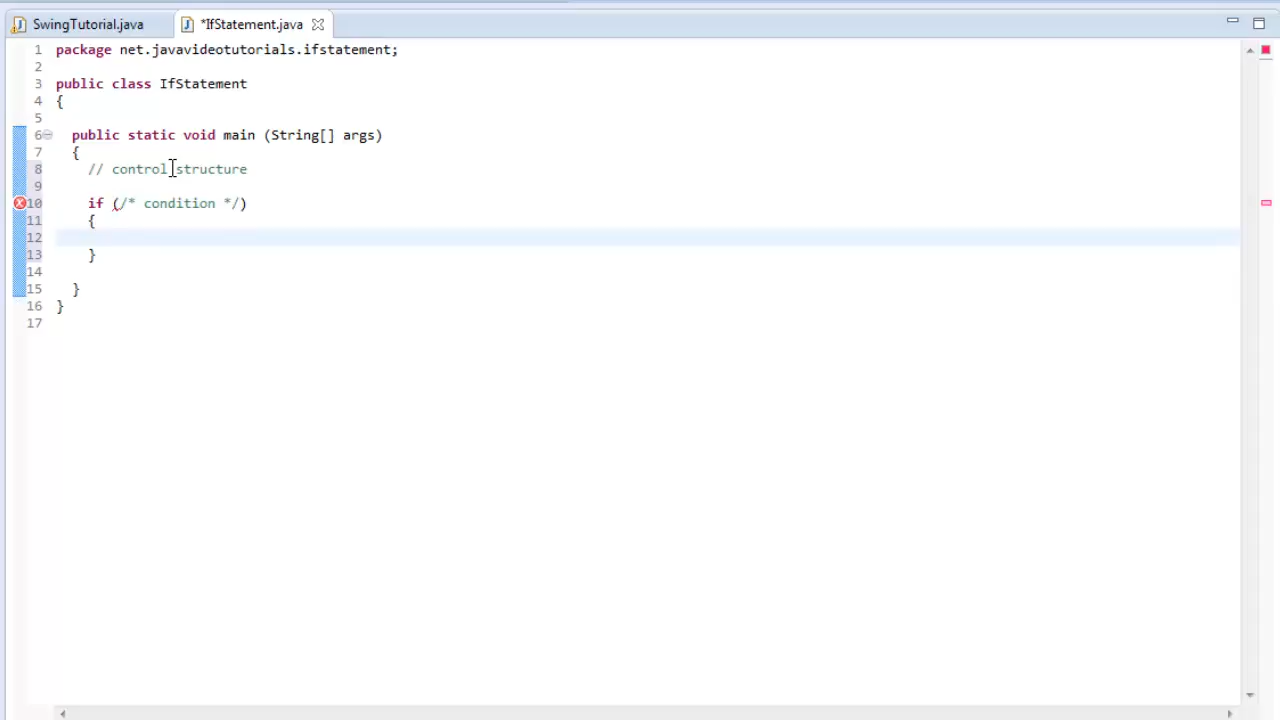 SwingTutorial.java *IfStatement.java
1 package net.javavideotutorials.ifstatement;
2
3 public class IfStatement
4 {
5
6 public static void main (String[] args)
7 {
8 // control structure
9
10 if (/* condition */)
11 {
12
13 }
14
15 }
16 }
17